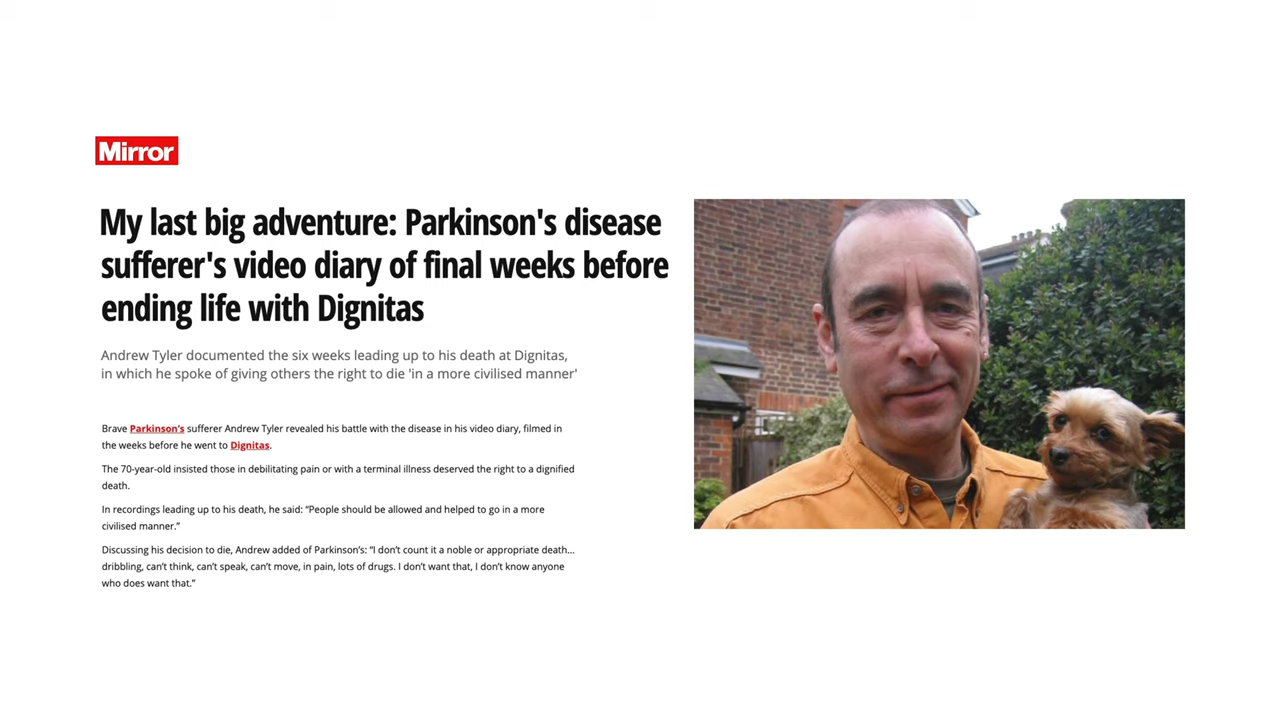 Mirror
My last big adventure: Parkinson's disease
sufferer's video diary of final weeks before
ending life with Dignitas
Andrew Tyler documented the six weeks leading up to his death at Dignitas,
in which he spoke of giving others the right to die 'in a more civilised manner'
Brave Parkinson’s sufferer Andrew Tyler revealed his battle with the disease in his video diary, filmed in
the weeks before he went to Dignitas.
The 70-year-old insisted those in debilitating pain or with a terminal illness deserved the right to a dignified
death.
In recordings leading up to his death, he said: “People should be allowed and helped to go in a more
civilised manner.”
Discussing his decision to die, Andrew added of Parkinson’s: “I don’t count it a noble or appropriate death...
dribbling, can’t think, can’t speak, can’t move, in pain, lots of drugs. I don’t want that, I don’t know anyone
who does want that.”